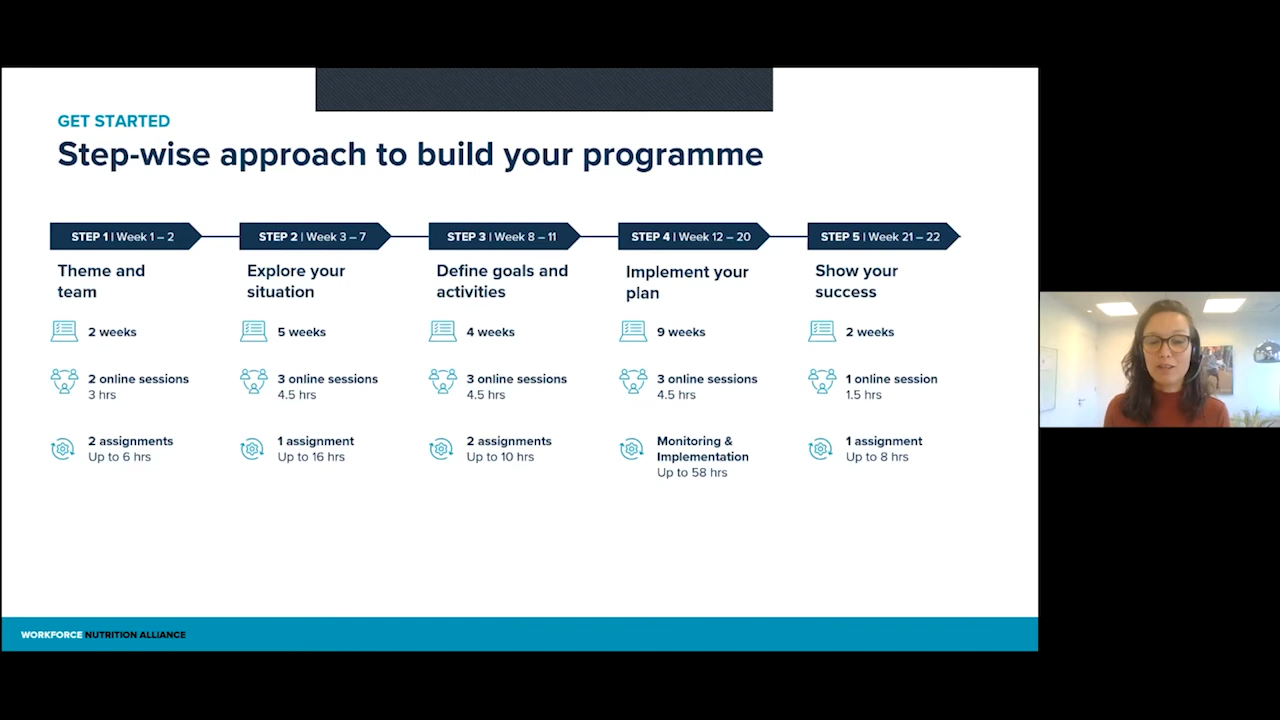 GET STARTED
Step-wise approach to build your programme
STEP 1 | Week 1 – 2
Theme and
team
2 weeks
2 online sessions
3 hrs
2 assignments
Up to 6 hrs
STEP 2 | Week 3 – 7
Explore your
situation
5 weeks
3 online sessions
4.5 hrs
1 assignment
Up to 16 hrs
STEP 3 | Week 8 – 11
Define goals and
activities
4 weeks
3 online sessions
4.5 hrs
2 assignments
Up to 10 hrs
STEP 4 | Week 12 – 20
Implement your
plan
9 weeks
3 online sessions
4.5 hrs
Monitoring &
Implementation
Up to 58 hrs
STEP 5 | Week 21 – 22
Show your
success
2 weeks
1 online session
1.5 hrs
1 assignment
Up to 8 hrs
WORKFORCE NUTRITION ALLIANCE